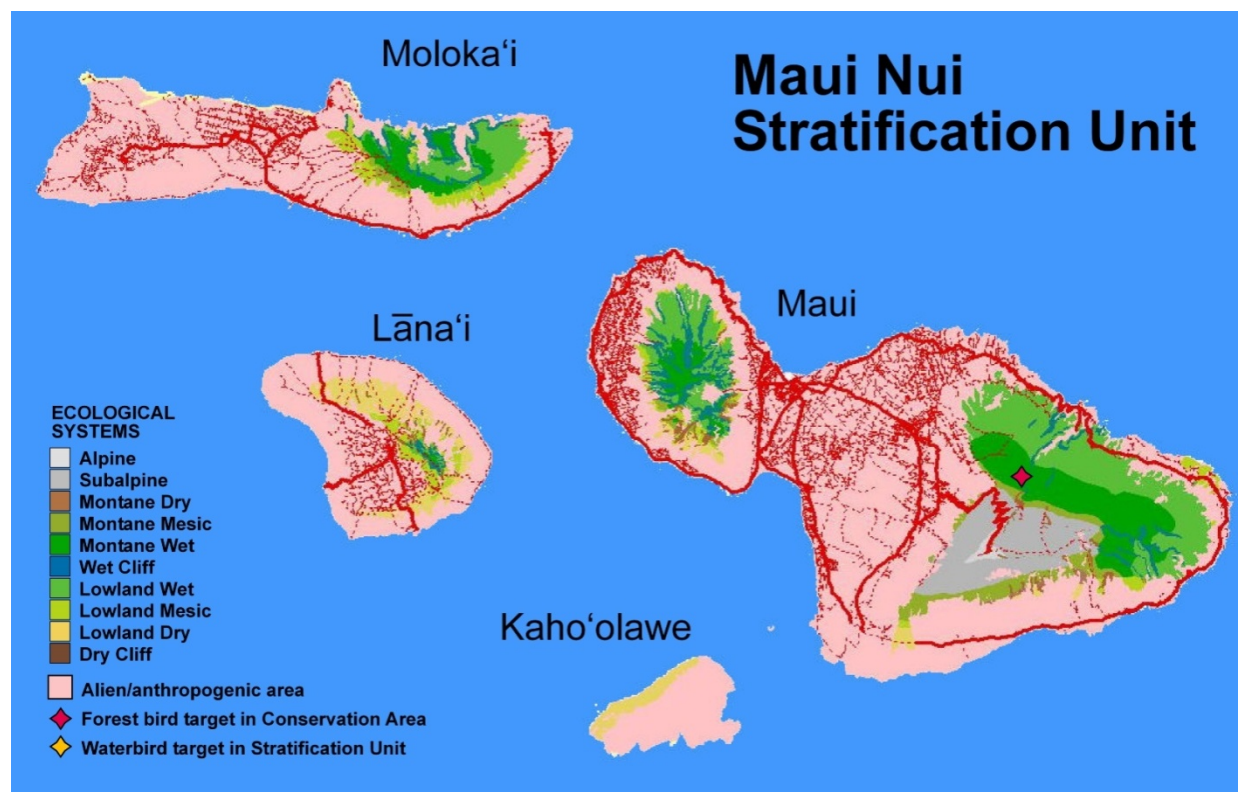 Moloka‘i
Maui Nui
Stratification Unit
Maui
Lāna‘i
Kaho‘olawe
ECOLOGICAL
SYSTEMS
Alpine
Subalpine
Montane Dry
Montane Mesic
Montane Wet
Wet Cliff
Lowland Wet
Lowland Mesic
Lowland Dry
Dry Cliff
Alien/anthropogenic area
Forest bird target in Conservation Area
Waterbird target in Stratification Unit